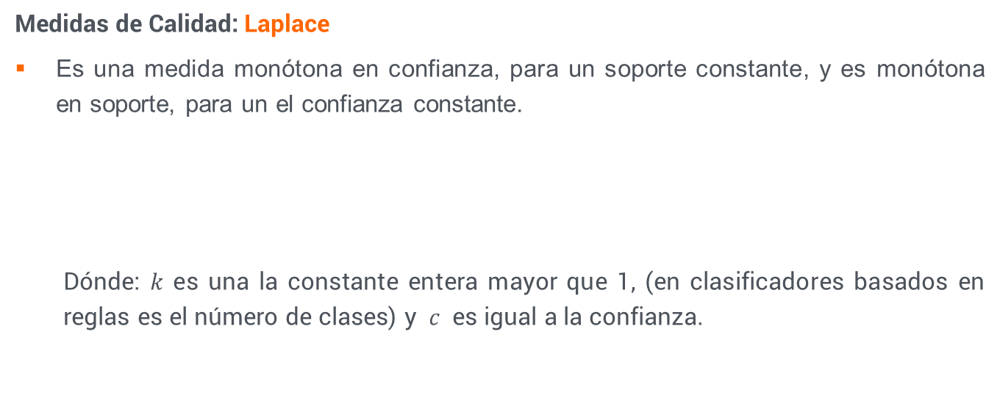 Medidas de Calidad: Laplace
▪ Es una medida monótona en confianza, para un soporte constante, y es monótona
en soporte, para un el confianza constante.
Dónde: k es una la constante entera mayor que 1, (en clasificadores basados en
reglas es el número de clases) y c es igual a la confianza.